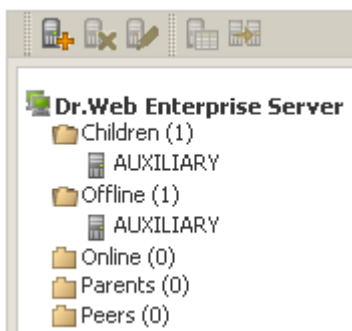 Dr.Web Enterprise Server
Children (1)
AUXILIARY
Offline (1)
AUXILIARY
Online (0)
Parents (0)
Peers (0)